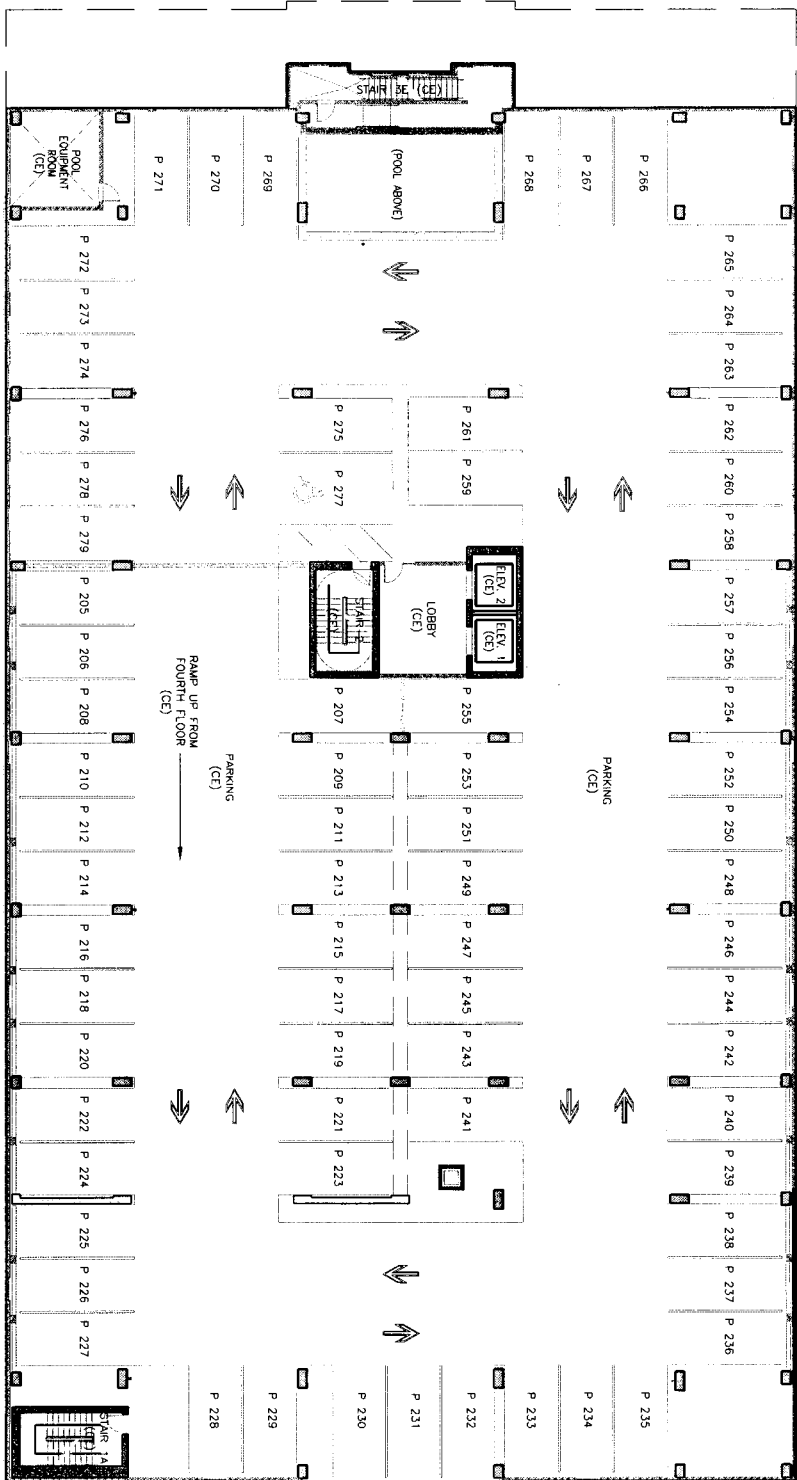 STAIR 3E (CE)
POOL
EQUIPMENT
ROOM
(CE)
P 271
P 270
P 269
(POOL ABOVE)
P 268
P 267
P 266
P 272
P 265
P 273
P 264
P 274
P 263
P 276
P 275
P 261
P 262
P 278
P 277
P 259
P 260
P 279
P 258
P 205
STAIR
(CE)
LOBBY
(CE)
ELEV. 2
(CE)
ELEV. 1
(CE)
P 257
P 206
P 256
RAMP UP FROM
FOURTH FLOOR
(CE)
P 208
P 207
P 255
P 254
PARKING
(CE)
PARKING
(CE)
P 210
P 209
P 253
P 252
P 212
P 211
P 251
P 250
P 214
P 213
P 249
P 248
P 216
P 215
P 247
P 246
P 218
P 217
P 245
P 244
P 220
P 219
P 243
P 242
P 222
P 221
P 241
P 240
P 224
P 223
P 239
P 225
P 238
P 226
P 237
P 227
P 236
STAIR 1A
(CE)
P 228
P 229
P 230
P 231
P 232
P 233
P 234
P 235